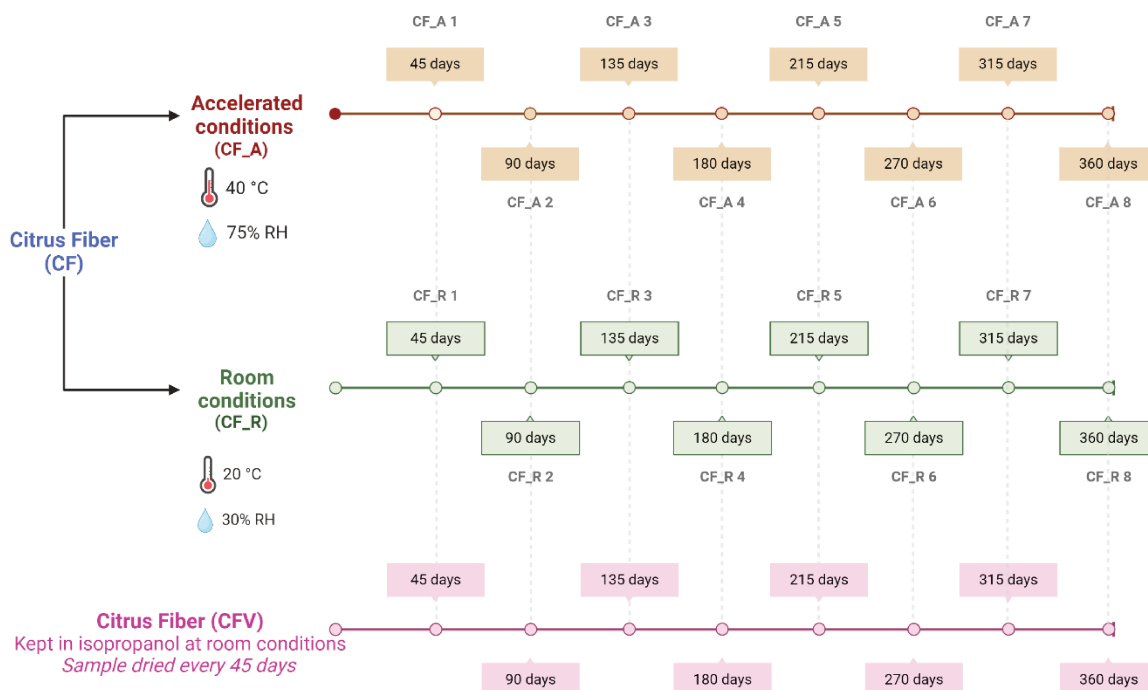 CF_A 1 CF_A 3 CF_A 5 CF_A 7
45 days 135 days 215 days 315 days
Accelerated
conditions
(CF_A)
90 days 180 days 270 days 360 days
CF_A 2 CF_A 4 CF_A 6 CF_A 8
40 °C
75% RH
Citrus Fiber
(CF)
CF_R 1 CF_R 3 CF_R 5 CF_R 7
45 days 135 days 215 days 315 days
Room
conditions
(CF_R)
90 days 180 days 270 days 360 days
CF_R 2 CF_R 4 CF_R 6 CF_R 8
20 °C
30% RH
45 days 135 days 215 days 315 days
Citrus Fiber (CFV)
Kept in isopropanol at room conditions
Sample dried every 45 days
90 days 180 days 270 days 360 days